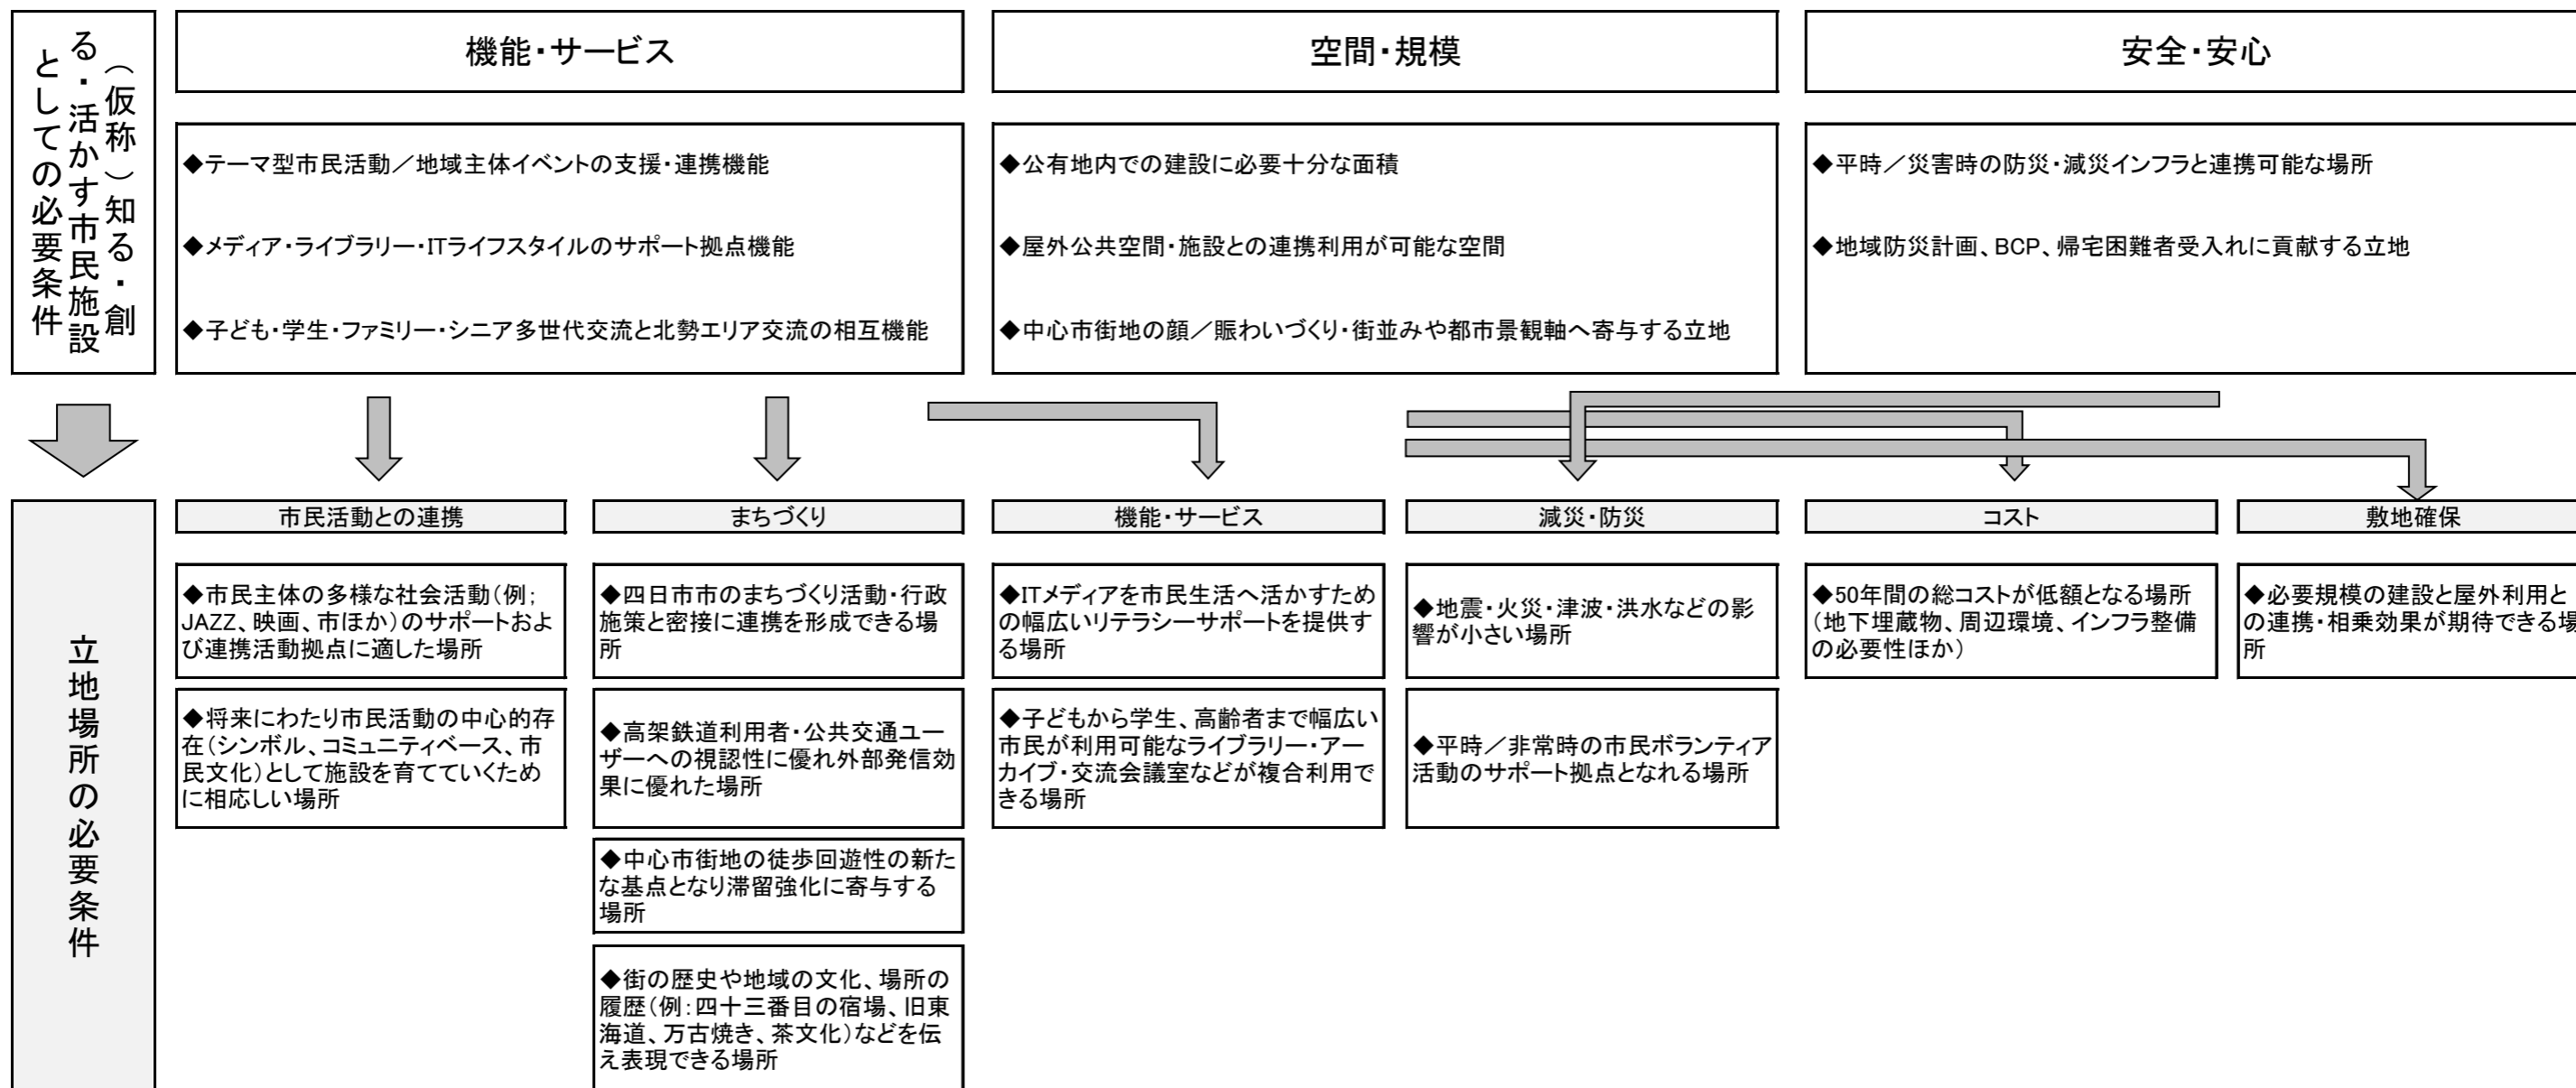 （仮称）知る・創
る・活かす市民施設
としての必要条件
機能・サービス
空間・規模
安全・安心
◆テーマ型市民活動／地域主体イベントの支援・連携機能
◆メディア・ライブラリー・ITライフスタイルのサポート拠点機能
◆子ども・学生・ファミリー・シニア多世代交流と北勢エリア交流の相互機能
◆公有地内での建設に必要十分な面積
◆屋外公共空間・施設との連携利用が可能な空間
◆中心市街地の顔／賑わいづくり・街並みや都市景観軸へ寄与する立地
◆平時／災害時の防災・減災インフラと連携可能な場所
◆地域防災計画、BCP、帰宅困難者受入れに貢献する立地
立地場所の必要条件
市民活動との連携
◆市民主体の多様な社会活動（例；
JAZZ、映画、市ほか）のサポートおよ
び連携活動拠点に適した場所
◆将来にわたり市民活動の中心的存
在（シンボル、コミュニティベース、市
民文化）として施設を育てていくため
に相応しい場所
まちづくり
◆四日市市のまちづくり活動・行政
施策と密接に連携を形成できる場
所
◆高架鉄道利用者・公共交通ユー
ザーへの視認性に優れ外部発信効
果に優れた場所
◆中心市街地の徒歩回遊性の新た
な基点となり滞留強化に寄与する
場所
◆街の歴史や地域の文化、場所の
履歴（例：四十三番目の宿場、旧東
海道、万古焼き、茶文化）などを伝
え表現できる場所
機能・サービス
◆ITメディアを市民生活へ活かすため
の幅広いリテラシーサポートを提供す
る場所
◆子どもから学生、高齢者まで幅広い
市民が利用可能なライブラリー・アー
カイブ・交流会議室などが複合利用で
きる場所
減災・防災
◆地震・火災・津波・洪水などの影
響が小さい場所
◆平時／非常時の市民ボランティア
活動のサポート拠点となれる場所
コスト
◆50年間の総コストが低額となる場所
（地下埋蔵物、周辺環境、インフラ整備
の必要性ほか）
敷地確保
◆必要規模の建設と屋外利用と
の連携・相乗効果が期待できる場
所